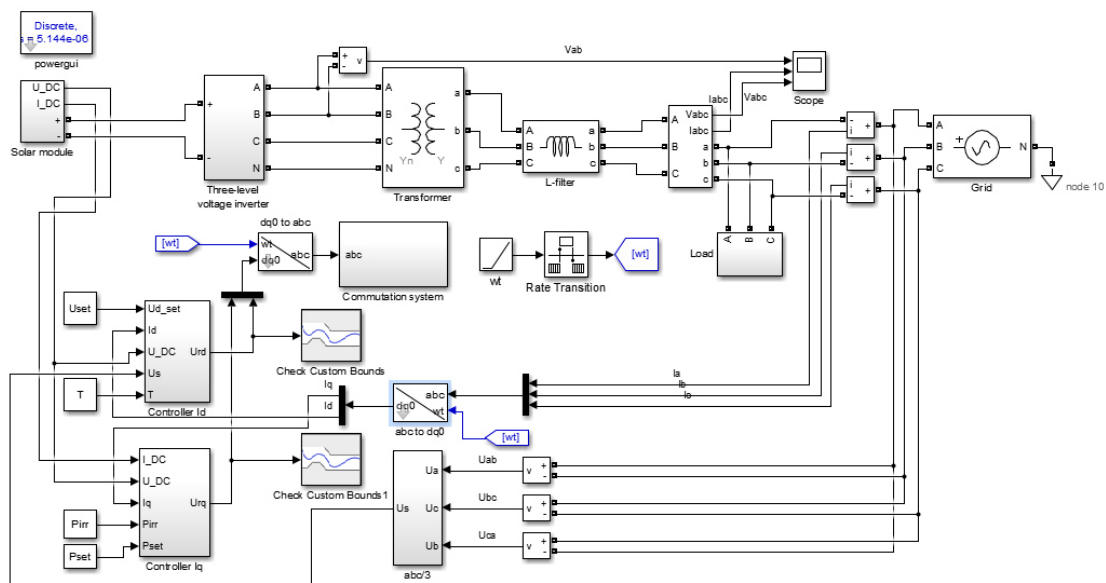 Discrete,
s = 5.144e-06
powergui
U_DC
I_DC
+
-
Solar module
+
-
A
B
C
N
Three-level
voltage inverter
+
-
v
Vab
A
B
C
N
Yn
Y
a
b
c
Transformer
A
B
C
a
b
c
L-filter
A
B
C
Vabc
Iabc
a
b
c
Iabc
Vabc
Scope
-
i
+
i
-
+
i
-
+
A
B
C
+
N
Grid
node 10
A
B
C
Load
[wt]
dq0 to abc
wt
dq0
abc
abc
Commutation system
wt
Rate Transition
[wt]
Uset
Ud_set
Id
U_DC
Us
T
Urd
Controller Id
T
Check Custom Bounds
Iq
Id
dq0
abc
wt
abc to dq0
[wt]
Ia
Ib
Check Custom Bounds1
I_DC
U_DC
Iq
Pirr
Pset
Urq
Controller Iq
Pirr
Pset
Us
Ua
Uc
Ub
abc/3
Uab
Ubc
Uca
v
+
-
v
+
-
v
+
-